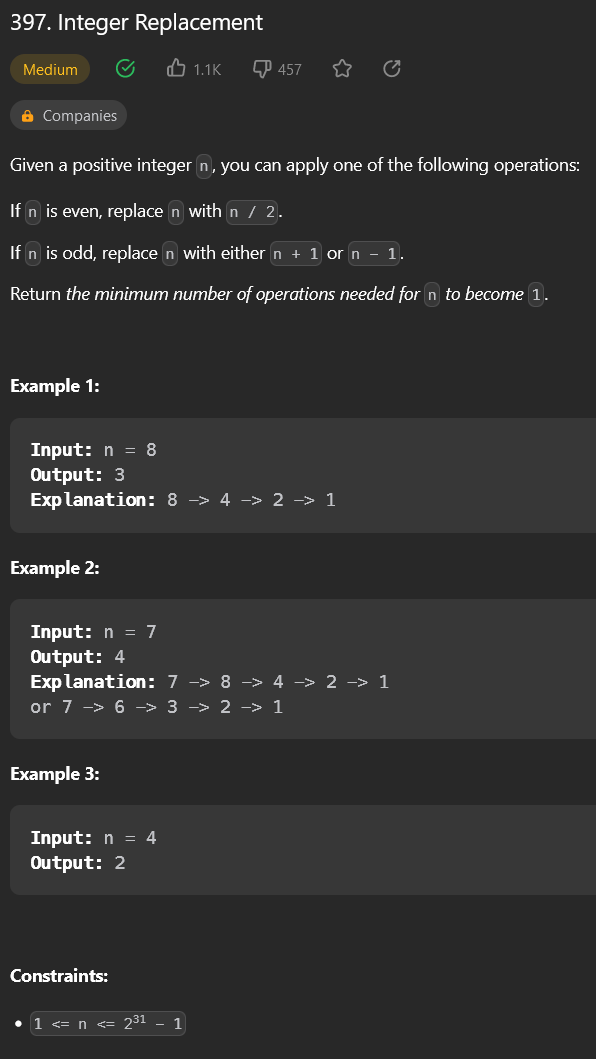 397. Integer Replacement
Medium 1.1K 457
Companies
Given a positive integer n, you can apply one of the following operations:
If n is even, replace n with n / 2.
If n is odd, replace n with either n + 1 or n - 1.
Return the minimum number of operations needed for n to become 1.
Example 1:
Input: n = 8
Output: 3
Explanation: 8 -> 4 -> 2 -> 1
Example 2:
Input: n = 7
Output: 4
Explanation: 7 -> 8 -> 4 -> 2 -> 1
or 7 -> 6 -> 3 -> 2 -> 1
Example 3:
Input: n = 4
Output: 2
Constraints:
• 1 <= n <= 2³¹ - 1